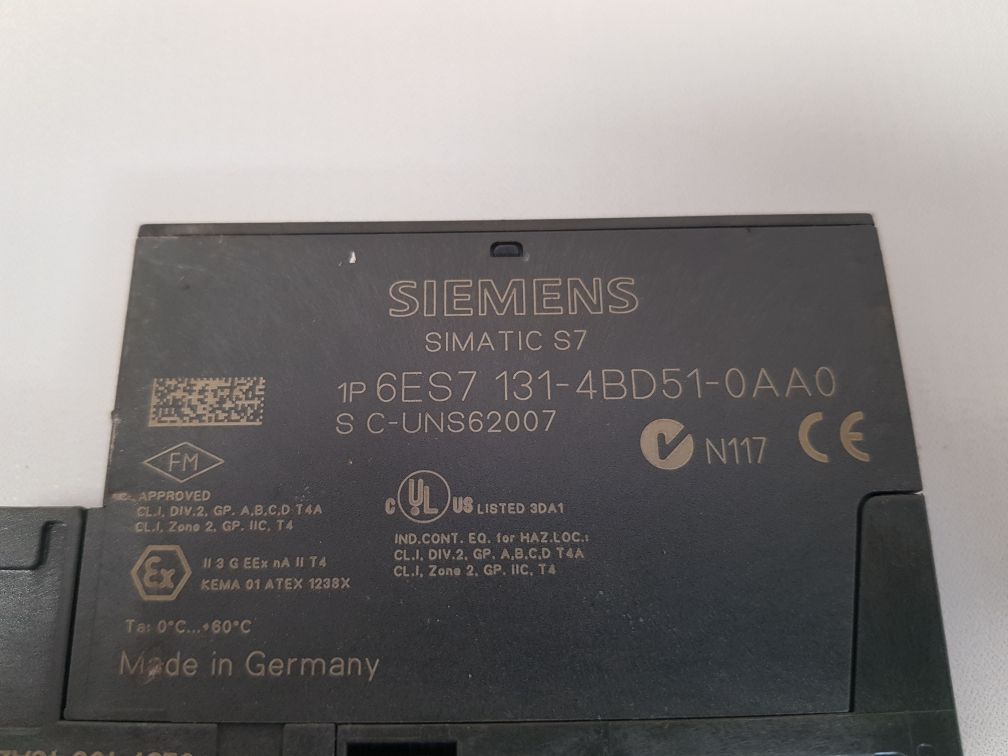 SIEMENS
SIMATIC S7
1P 6ES7 131-4BD51-0AA0
S C-UNS62007
N117 CE
FM
APPROVED
CL.I, DIV.2, GP. A,B,C,D T4A
CL.I, Zone 2, GP. IIC, T4
C UL US LISTED 3DA1
IND.CONT. EQ. for HAZ.LOC.:
CL.I, DIV.2, GP. A,B,C,D T4A
CL.I, Zone 2, GP. IIC, T4
Ex II 3 G EEx nA II T4
KEMA 01 ATEX 1238X
Ta: 0°C...+60°C
Made in Germany